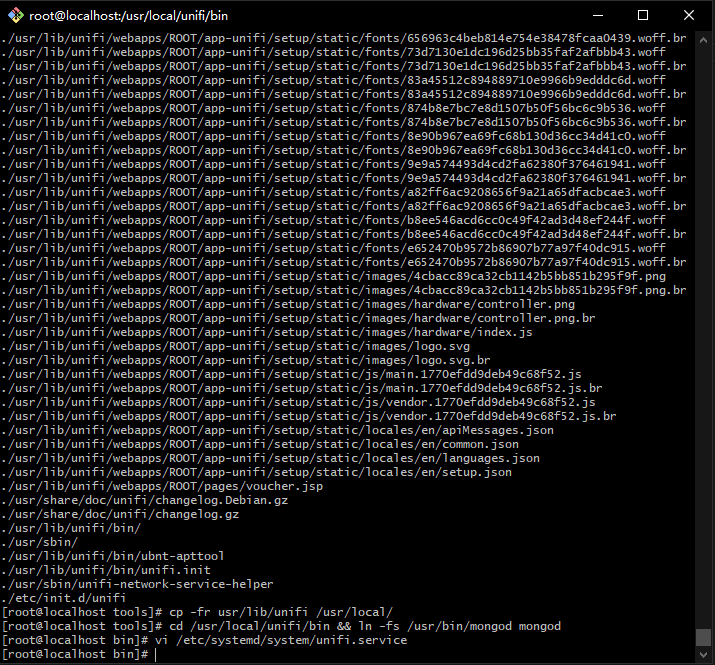 root@localhost:/usr/local/unifi/bin
./usr/lib/unifi/webapps/ROOT/app-unifi/setup/static/fonts/656963c4beb814e754e38478fcaa0439.woff.br
./usr/lib/unifi/webapps/ROOT/app-unifi/setup/static/fonts/73d7130e1dc196d25bb35faf2afbbb43.woff
./usr/lib/unifi/webapps/ROOT/app-unifi/setup/static/fonts/73d7130e1dc196d25bb35faf2afbbb43.woff.br
./usr/lib/unifi/webapps/ROOT/app-unifi/setup/static/fonts/83a45512c894889710e9966b9edddc6d.woff
./usr/lib/unifi/webapps/ROOT/app-unifi/setup/static/fonts/83a45512c894889710e9966b9edddc6d.woff.br
./usr/lib/unifi/webapps/ROOT/app-unifi/setup/static/fonts/874b8e7bc7e8d1507b50f56bc6c9b536.woff
./usr/lib/unifi/webapps/ROOT/app-unifi/setup/static/fonts/874b8e7bc7e8d1507b50f56bc6c9b536.woff.br
./usr/lib/unifi/webapps/ROOT/app-unifi/setup/static/fonts/8e90b967ea69fc68b130d36cc34d41c0.woff
./usr/lib/unifi/webapps/ROOT/app-unifi/setup/static/fonts/8e90b967ea69fc68b130d36cc34d41c0.woff.br
./usr/lib/unifi/webapps/ROOT/app-unifi/setup/static/fonts/9e9a574493d4cd2fa62380f376461941.woff
./usr/lib/unifi/webapps/ROOT/app-unifi/setup/static/fonts/9e9a574493d4cd2fa62380f376461941.woff.br
./usr/lib/unifi/webapps/ROOT/app-unifi/setup/static/fonts/a82ff6ac9208656f9a21a65dfacbcae3.woff
./usr/lib/unifi/webapps/ROOT/app-unifi/setup/static/fonts/a82ff6ac9208656f9a21a65dfacbcae3.woff.br
./usr/lib/unifi/webapps/ROOT/app-unifi/setup/static/fonts/b8ee546acd6cc0c49f42ad3d48ef244f.woff
./usr/lib/unifi/webapps/ROOT/app-unifi/setup/static/fonts/b8ee546acd6cc0c49f42ad3d48ef244f.woff.br
./usr/lib/unifi/webapps/ROOT/app-unifi/setup/static/fonts/e652470b9572b86907b77a97f40dc915.woff
./usr/lib/unifi/webapps/ROOT/app-unifi/setup/static/fonts/e652470b9572b86907b77a97f40dc915.woff.br
./usr/lib/unifi/webapps/ROOT/app-unifi/setup/static/images/4cbacc89ca32cb1142b5bb851b295f9f.png
./usr/lib/unifi/webapps/ROOT/app-unifi/setup/static/images/4cbacc89ca32cb1142b5bb851b295f9f.png.br
./usr/lib/unifi/webapps/ROOT/app-unifi/setup/static/images/hardware/controller.png
./usr/lib/unifi/webapps/ROOT/app-unifi/setup/static/images/hardware/controller.png.br
./usr/lib/unifi/webapps/ROOT/app-unifi/setup/static/images/hardware/index.js
./usr/lib/unifi/webapps/ROOT/app-unifi/setup/static/images/logo.svg
./usr/lib/unifi/webapps/ROOT/app-unifi/setup/static/images/logo.svg.br
./usr/lib/unifi/webapps/ROOT/app-unifi/setup/static/js/main.1770efdd9deb49c68f52.js
./usr/lib/unifi/webapps/ROOT/app-unifi/setup/static/js/main.1770efdd9deb49c68f52.js.br
./usr/lib/unifi/webapps/ROOT/app-unifi/setup/static/js/vendor.1770efdd9deb49c68f52.js
./usr/lib/unifi/webapps/ROOT/app-unifi/setup/static/js/vendor.1770efdd9deb49c68f52.js.br
./usr/lib/unifi/webapps/ROOT/app-unifi/setup/static/locales/en/apiMessages.json
./usr/lib/unifi/webapps/ROOT/app-unifi/setup/static/locales/en/common.json
./usr/lib/unifi/webapps/ROOT/app-unifi/setup/static/locales/en/languages.json
./usr/lib/unifi/webapps/ROOT/app-unifi/setup/static/locales/en/setup.json
./usr/lib/unifi/webapps/ROOT/pages/voucher.jsp
./usr/share/doc/unifi/changelog.Debian.gz
./usr/share/doc/unifi/changelog.gz
./usr/lib/unifi/bin/
./usr/sbin/
./usr/lib/unifi/bin/ubnt-apttool
./usr/lib/unifi/bin/unifi.init
./usr/sbin/unifi-network-service-helper
./etc/init.d/unifi
[root@localhost tools]# cp -fr usr/lib/unifi /usr/local/
[root@localhost tools]# cd /usr/local/unifi/bin && ln -fs /usr/bin/mongod mongod
[root@localhost bin]# vi /etc/systemd/system/unifi.service
[root@localhost bin]#